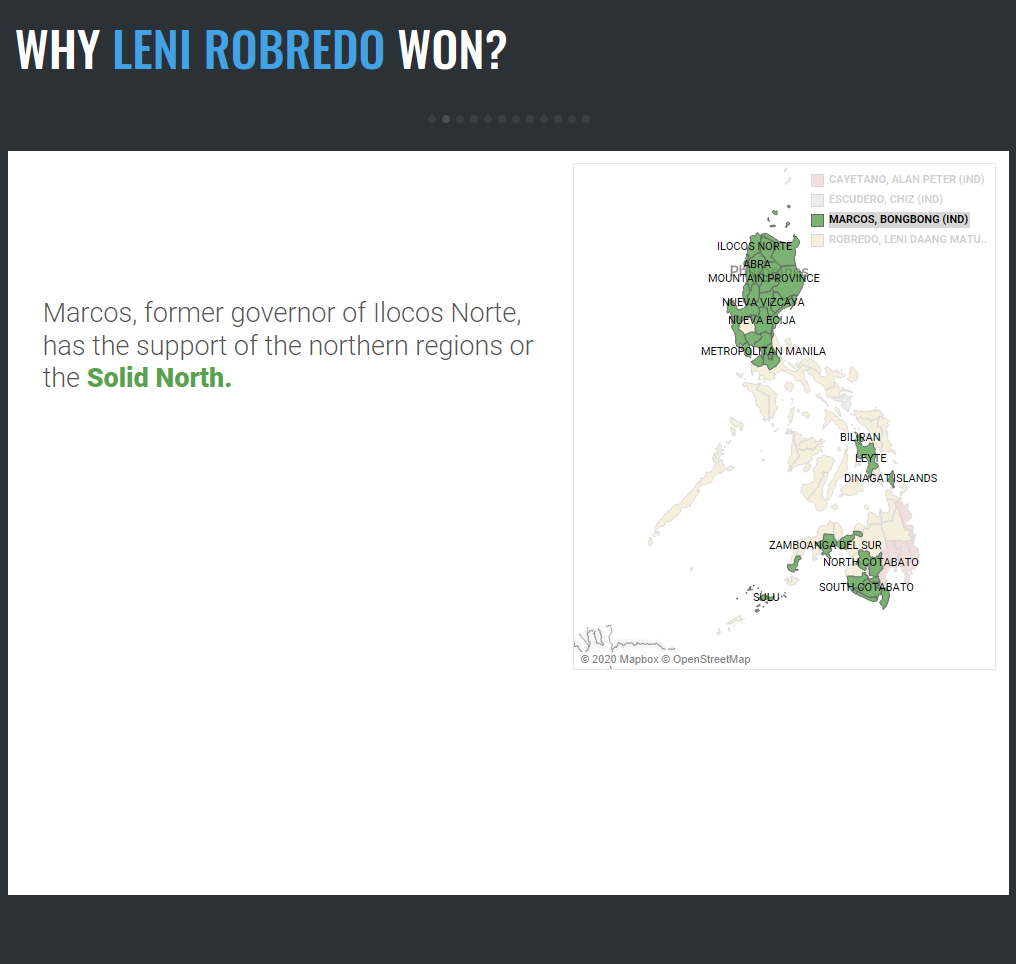 WHY LENI ROBREDO WON?
Marcos, former governor of Ilocos Norte,
has the support of the northern regions or
the Solid North.
CAYETANO, ALAN PETER (IND)
ESCUDERO, CHIZ (IND)
MARCOS, BONGBONG (IND)
ROBREDO, LENI DAANG MATU..
ILOCOS NORTE
ABRA
MOUNTAIN PROVINCE
NUEVA VIZCAYA
NUEVA ECIJA
METROPOLITAN MANILA
BILIRAN
LEYTE
DINAGAT ISLANDS
ZAMBOANGA DEL SUR
NORTH COTABATO
SOUTH COTABATO
SULU
© 2020 Mapbox © OpenStreetMap